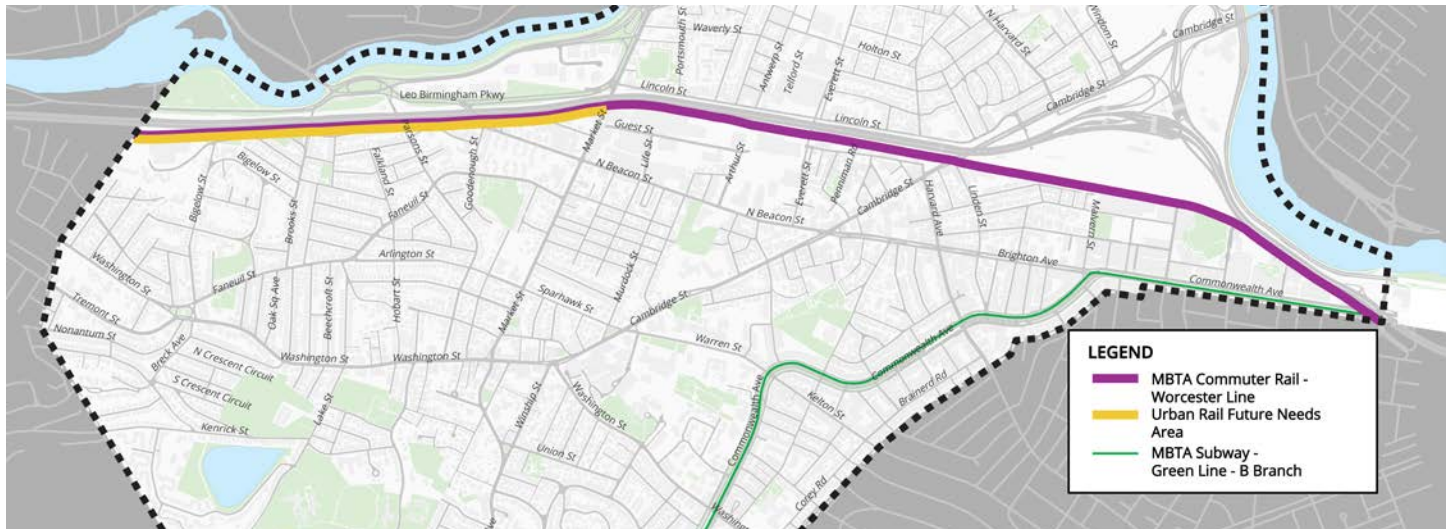 Waverly St
Portsmouth St
Holton St
N Harvard St
Windom St
Cambridge St
Antwerp St
Telford St
Everett St
Cambridge St
Leo Birmingham Pkwy
Lincoln St
Lincoln St
Market St
Guest St
Life St
Arthur St
Everett St
Penniman Rd
Parsons St
Goodenough St
Falkland St
Faneuil St
N Beacon St
N Beacon St
Cambridge St
Harvard Ave
Linden St
Malvern St
Bigelow St
Bigelow St
Brooks St
Washington St
Faneuil St
Arlington St
Oak Sq Ave
Beechcroft St
Hobart St
Market St
Sparhawk St
Murdock St
Cambridge St
Brighton Ave
Commonwealth Ave
Tremont St
Nonantum St
Breck Ave
N Crescent Circuit
S Crescent Circuit
Washington St
Washington St
Warren St
Commonwealth Ave
Commonwealth Ave
Brainerd Rd
Kelton St
Lake St
Kenrick St
Winship St
Washington St
Union St
Corey Rd
LEGEND
MBTA Commuter Rail -
Worcester Line
Urban Rail Future Needs
Area
MBTA Subway -
Green Line - B Branch